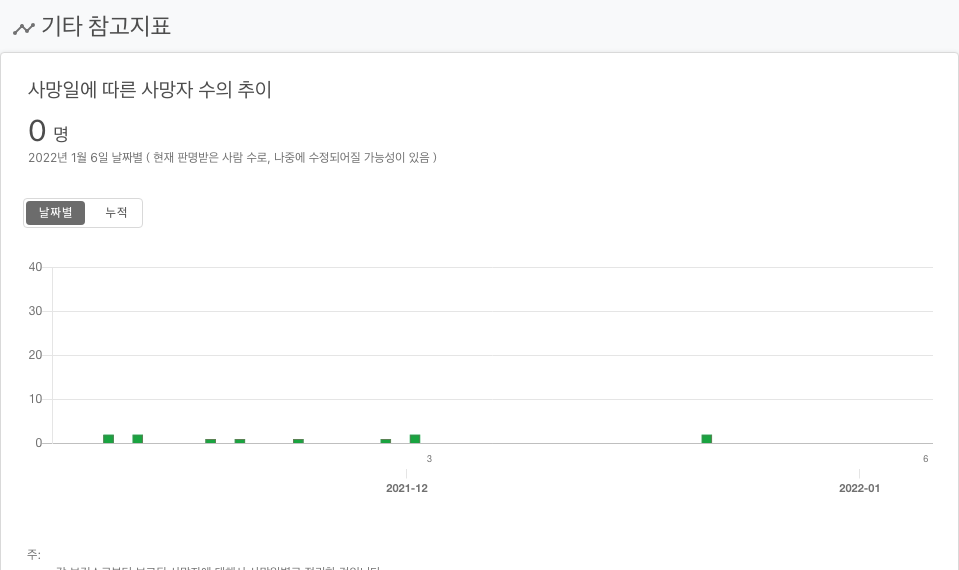 기타 참고지표
사망일에 따른 사망자 수의 추이
0 명
2022년 1월 6일 날짜별 ( 현재 판명받은 사람 수로, 나중에 수정되어질 가능성이 있음 )
날짜별 누적
40
30
20
10
0
3 6
2021-12 2022-01
주: